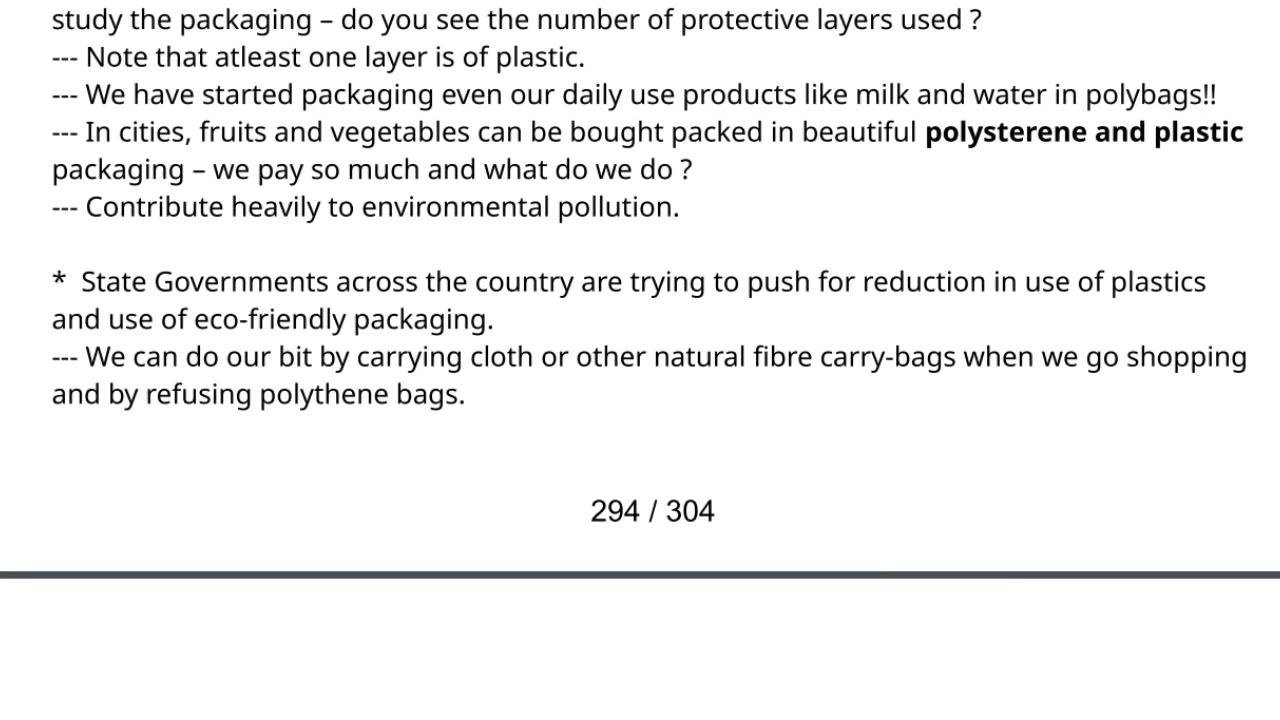 study the packaging – do you see the number of protective layers used ?
--- Note that atleast one layer is of plastic.
--- We have started packaging even our daily use products like milk and water in polybags!!
--- In cities, fruits and vegetables can be bought packed in beautiful polysterene and plastic
packaging – we pay so much and what do we do ?
--- Contribute heavily to environmental pollution.
* State Governments across the country are trying to push for reduction in use of plastics
and use of eco-friendly packaging.
--- We can do our bit by carrying cloth or other natural fibre carry-bags when we go shopping
and by refusing polythene bags.
294 / 304